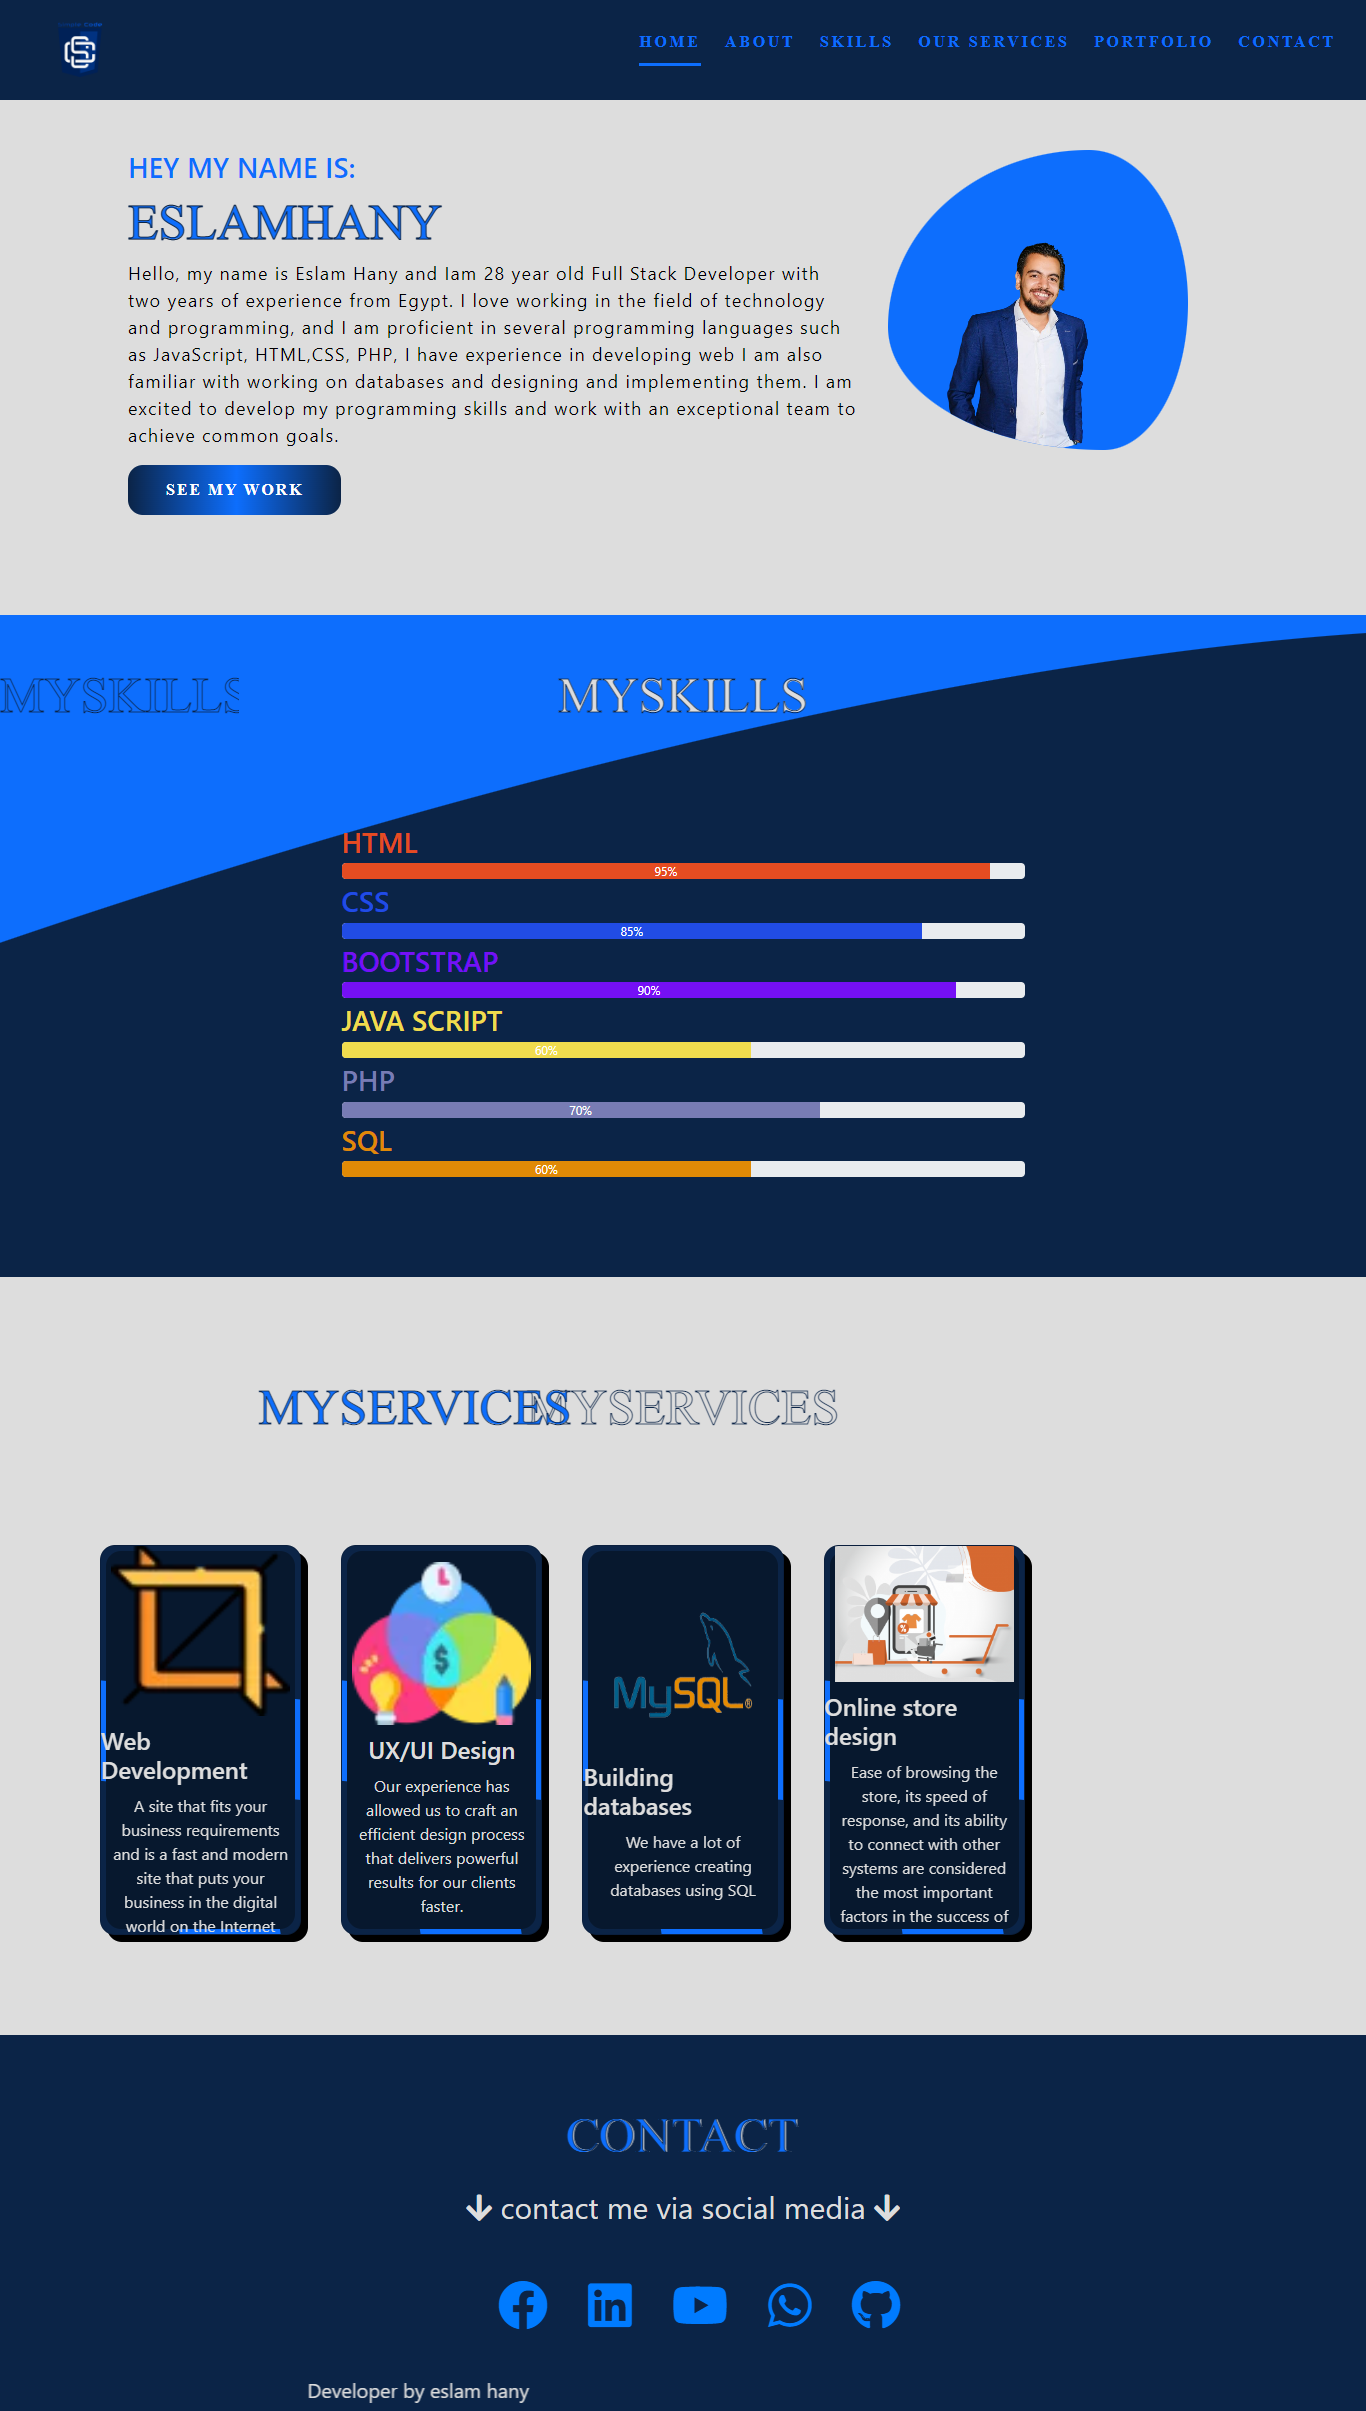 HOME ABOUT SKILLS OUR SERVICES PORTFOLIO CONTACT
HEY MY NAME IS:
ESLAMHANY
Hello, my name is Eslam Hany and Iam 28 year old Full Stack Developer with
two years of experience from Egypt. I love working in the field of technology
and programming, and I am proficient in several programming languages such
as JavaScript, HTML,CSS, PHP, I have experience in developing web I am also
familiar with working on databases and designing and implementing them. I am
excited to develop my programming skills and work with an exceptional team to
achieve common goals.
SEE MY WORK
MYSKILLS
MYSKILLS
HTML
95%
CSS
85%
BOOTSTRAP
90%
JAVA SCRIPT
60%
PHP
70%
SQL
60%
MYSERVICES
MYSERVICES
Web
Development
A site that fits your
business requirements
and is a fast and modern
site that puts your
business in the digital
world on the Internet
UX/UI Design
Our experience has
allowed us to craft an
efficient design process
that delivers powerful
results for our clients
faster.
MySQL®
Building
databases
We have a lot of
experience creating
databases using SQL
Online store
design
Ease of browsing the
store, its speed of
response, and its ability
to connect with other
systems are considered
the most important
factors in the success of
CONTACT
contact me via social media
Developer by eslam hany